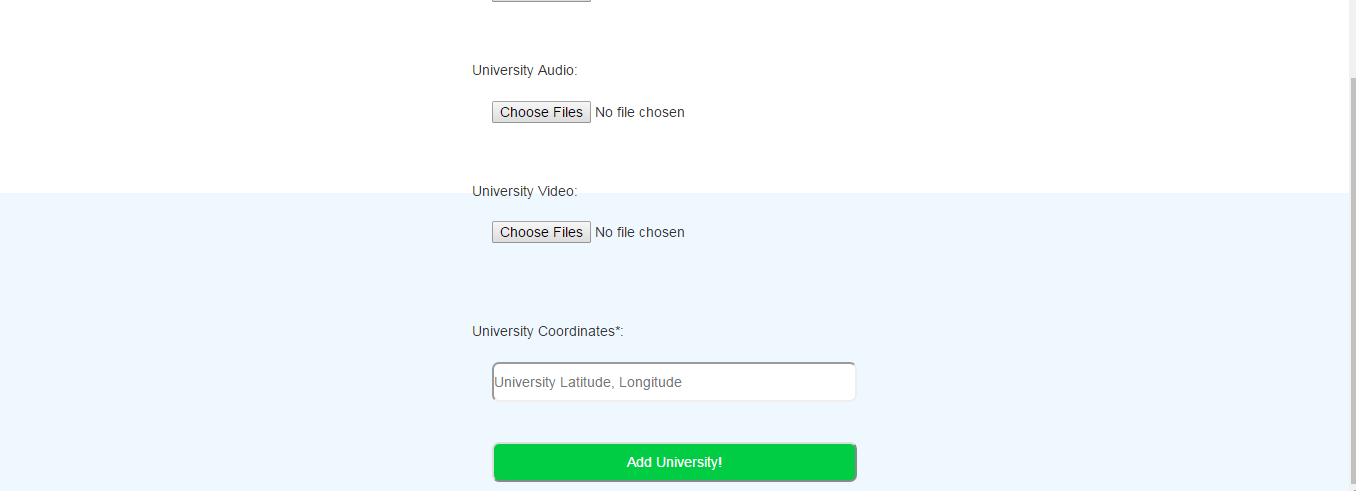 University Audio:
Choose Files No file chosen
University Video:
Choose Files No file chosen
University Coordinates*:
University Latitude, Longitude
Add University!